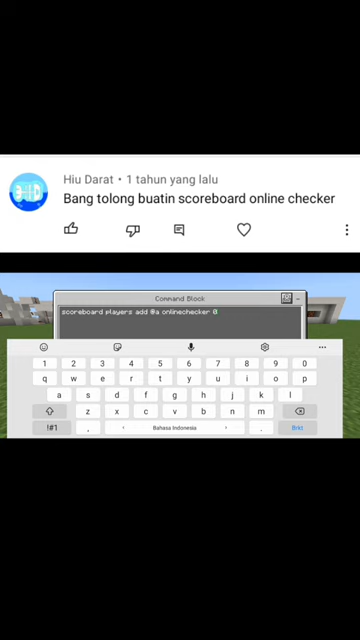 Hiu Darat • 1 tahun yang lalu
Bang tolong buatin scoreboard online checker
Command Block
scoreboard players add @a onlinechecker 0
1 2 3 4 5 6 7 8 9 0
q w e r t y u i o p
a s d f g h j k l
z x c v b n m
!#1 , < Bahasa Indonesia > . Brkt